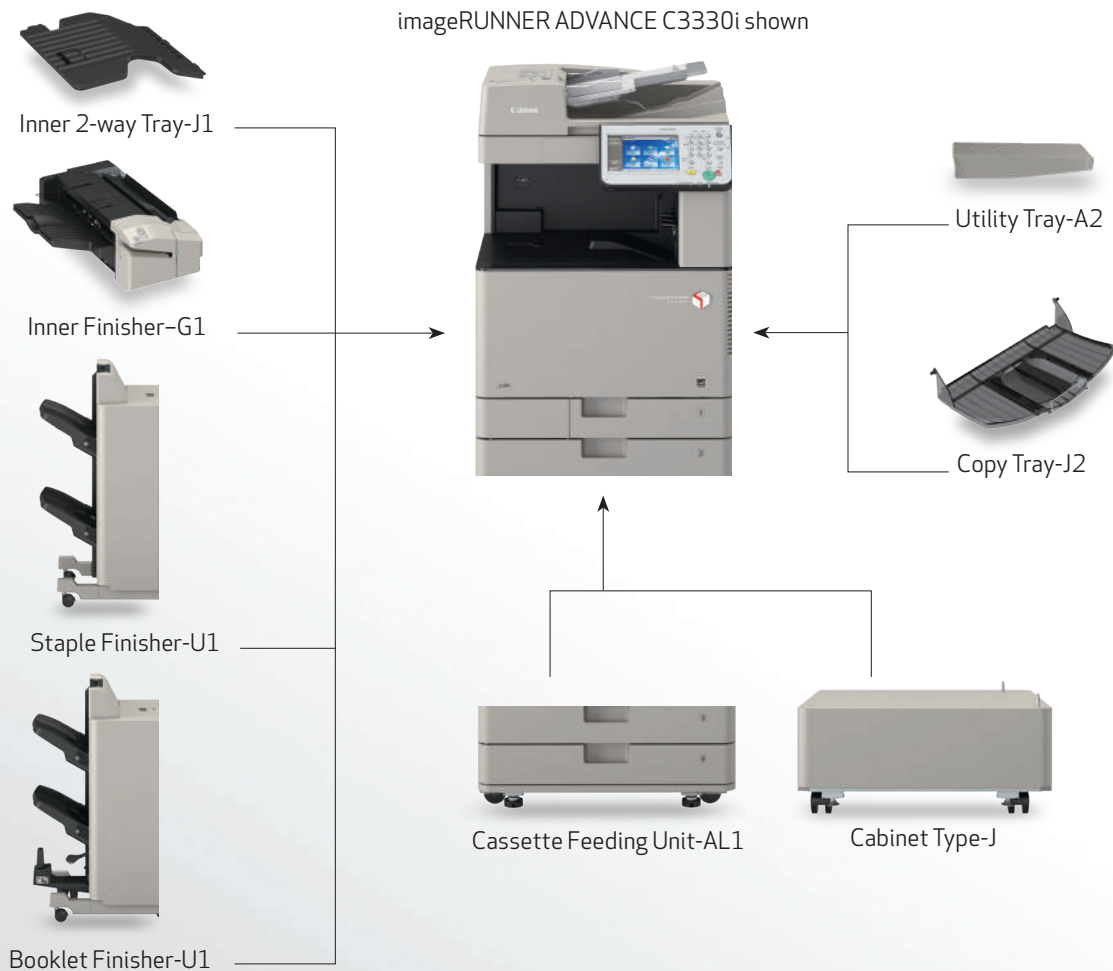 imageRUNNER ADVANCE C3330i shown
Inner 2-way Tray-J1
Canon
Utility Tray-A2
Inner Finisher–G1
Copy Tray-J2
Staple Finisher-U1
Cassette Feeding Unit-AL1
Cabinet Type-J
Booklet Finisher-U1